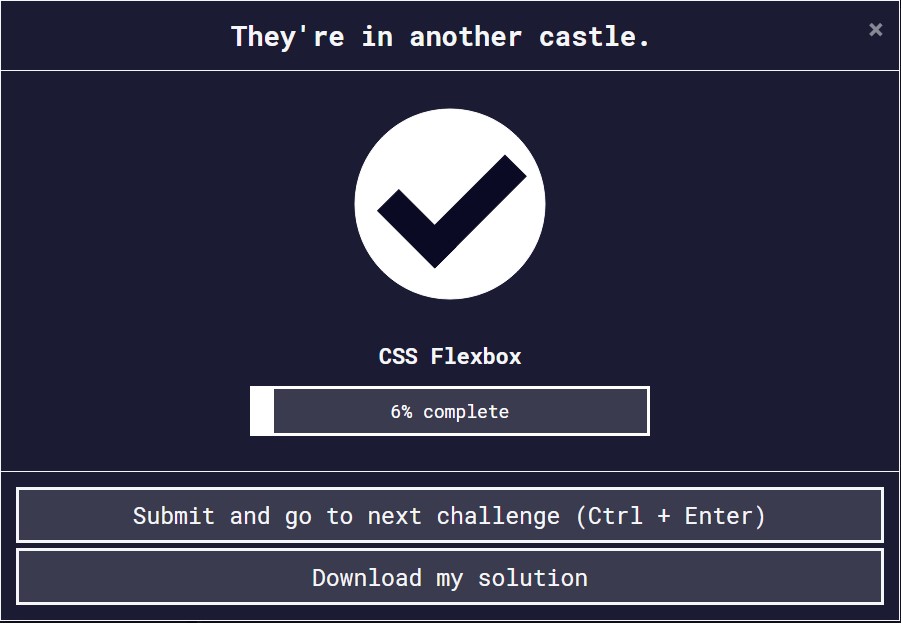 They're in another castle.
×
CSS Flexbox
6% complete
Submit and go to next challenge (Ctrl + Enter)
Download my solution